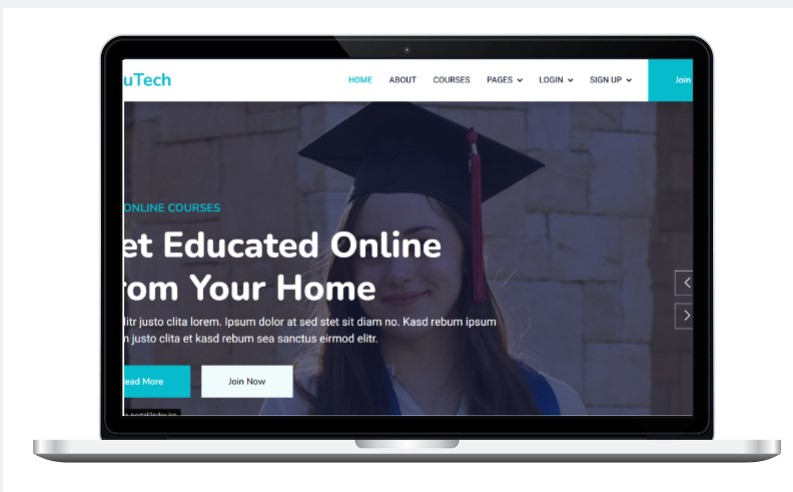 uTech
HOME ABOUT COURSES PAGES LOGIN SIGN UP Join
ONLINE COURSES
et Educated Online
rom Your Home
litr justo clita lorem. Ipsum dolor at sed stet sit diam no. Kasd rebum ipsum
justo clita et kasd rebum sea sanctus eirmod elitr.
ead More Join Now